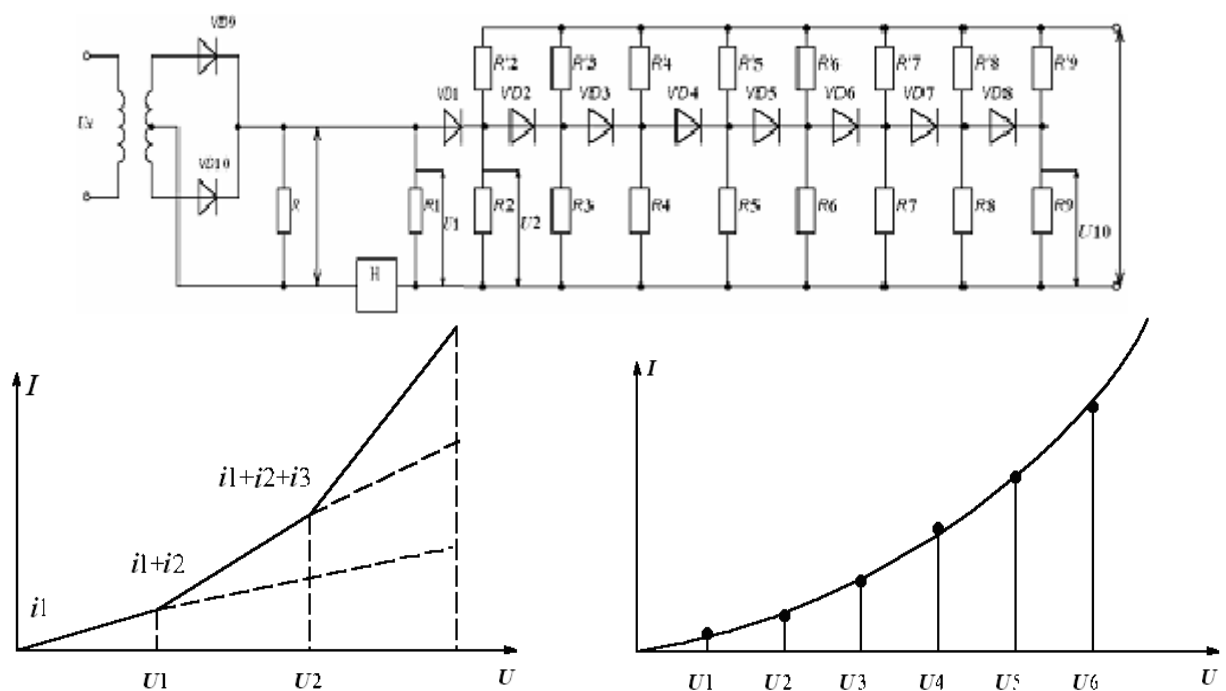 VD9
R'2 R'3 R'4 R'5 R'6 R'7 R'8 R'9
VD1 VD2 VD3 VD4 VD5 VD6 VD7 VD8
VD10
R R1 U1 R2 U2 R3 R4 R5 R6 R7 R8 R9 U10
H
I
i1+i2+i3
i1+i2
i1
U1 U2 U
I
U1 U2 U3 U4 U5 U6 U